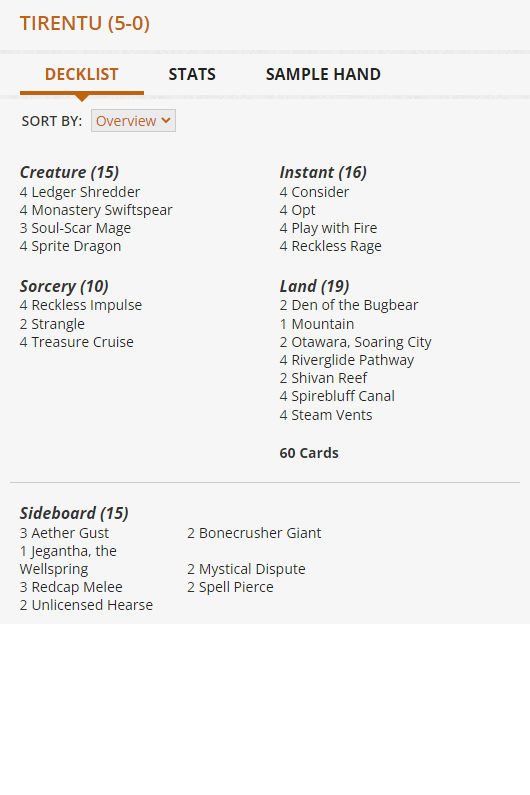 TIRENTU (5-0)
DECKLIST STATS SAMPLE HAND
SORT BY: Overview
Creature (15)
4 Ledger Shredder
4 Monastery Swiftspear
3 Soul-Scar Mage
4 Sprite Dragon
Sorcery (10)
4 Reckless Impulse
2 Strangle
4 Treasure Cruise
Instant (16)
4 Consider
4 Opt
4 Play with Fire
4 Reckless Rage
Land (19)
2 Den of the Bugbear
1 Mountain
2 Otawara, Soaring City
4 Riverglide Pathway
2 Shivan Reef
4 Spirebluff Canal
4 Steam Vents
60 Cards
Sideboard (15)
3 Aether Gust
1 Jegantha, the
Wellspring
3 Redcap Melee
2 Unlicensed Hearse
2 Bonecrusher Giant
2 Mystical Dispute
2 Spell Pierce